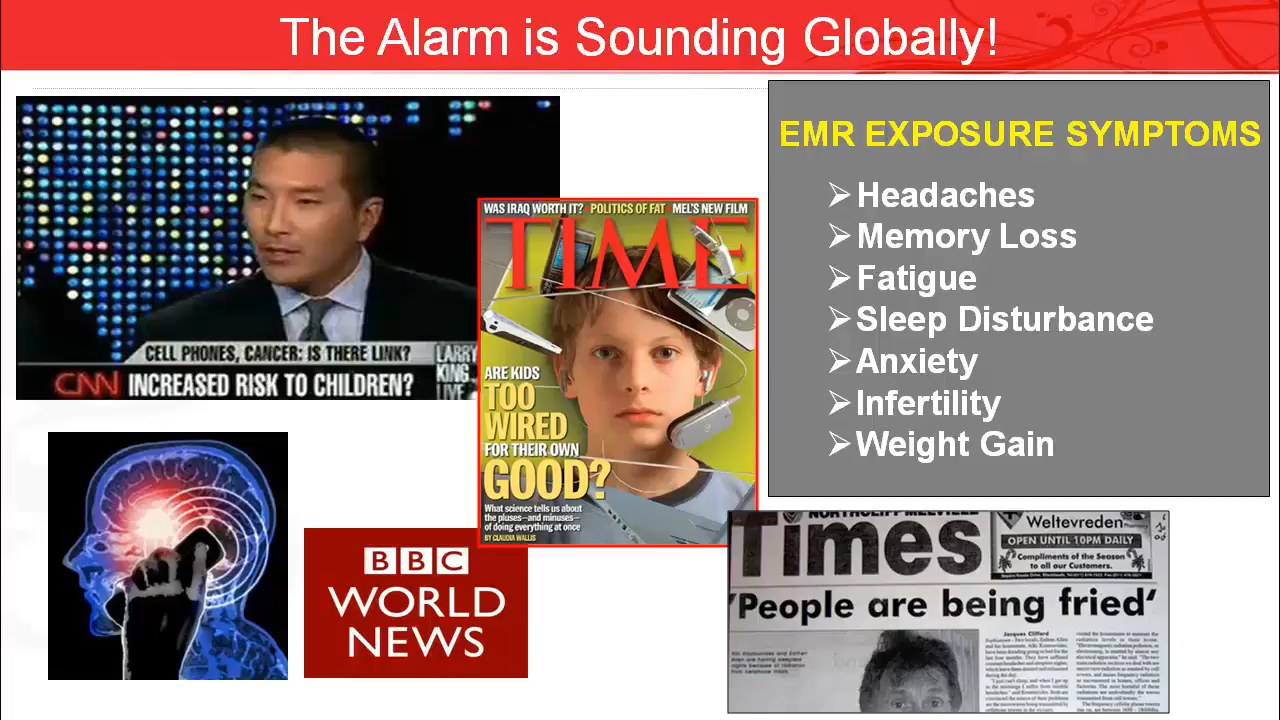 The Alarm is Sounding Globally!
CELL PHONES, CANCER: IS THERE LINK?
CNN INCREASED RISK TO CHILDREN?
LARRY
KING
LIVE
WAS IRAQ WORTH IT? POLITICS OF FAT MEL'S NEW FILM
TIME
ARE KIDS
TOO
WIRED
FOR THEIR OWN
GOOD?
What science tells us about
the pluses—and minuses—
of doing everything at once
BY CLAUDIA WALLIS
EMR EXPOSURE SYMPTOMS
➢Headaches
➢Memory Loss
➢Fatigue
➢Sleep Disturbance
➢Anxiety
➢Infertility
➢Weight Gain
BBC
WORLD
NEWS
NORTHCLIFF MELVILLE
Times
Weltevreden Pharmacy
OPEN UNTIL 10PM DAILY
Compliments of the Season
to all our Customers.
'People are being fried'
Jacques Clifford